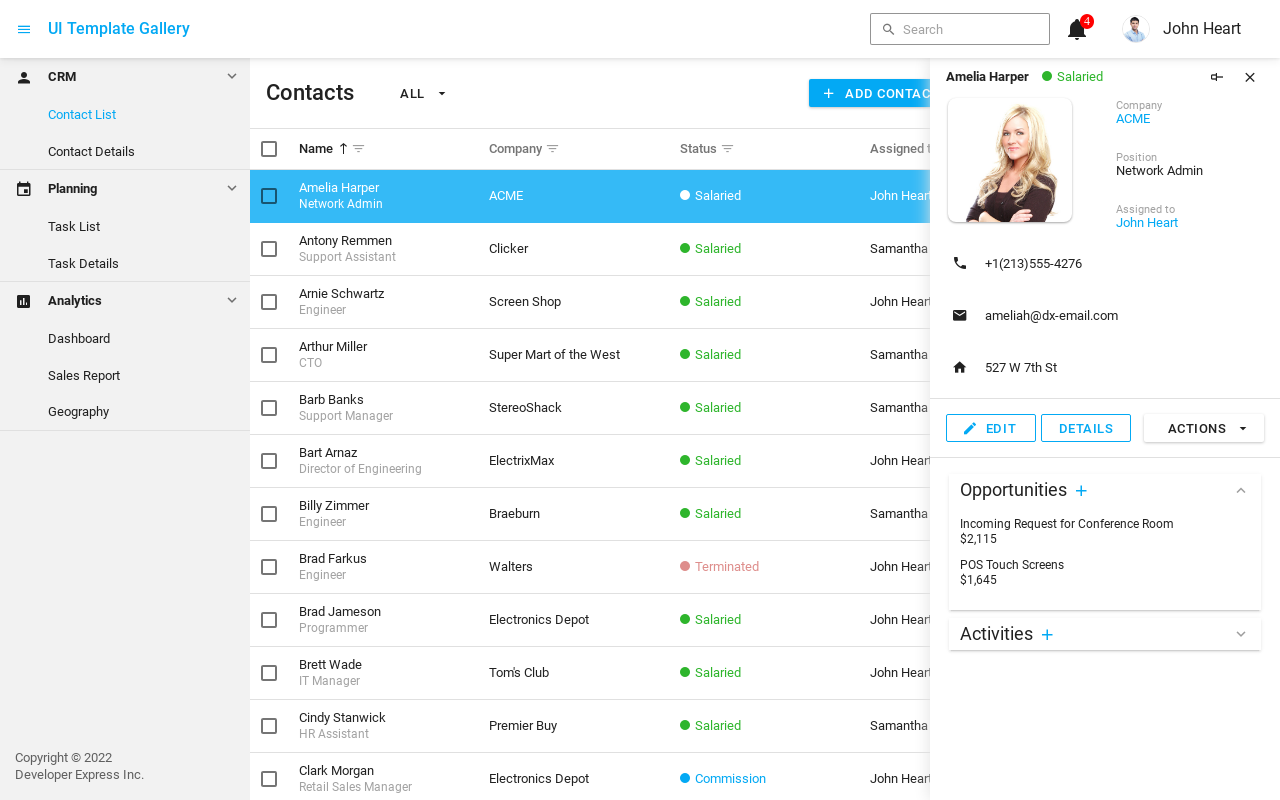 UI Template Gallery
Search
4
John Heart
CRM
Contact List
Contact Details
Planning
Task List
Task Details
Analytics
Dashboard
Sales Report
Geography
Copyright © 2022
Developer Express Inc.
Contacts
ALL
ADD CONTAC
Name
Company
Status
Assigned
Amelia Harper
Network Admin
ACME
Salaried
John Heart
Antony Remmen
Support Assistant
Clicker
Salaried
Samantha
Arnie Schwartz
Engineer
Screen Shop
Salaried
John Heart
Arthur Miller
CTO
Super Mart of the West
Salaried
Samantha
Barb Banks
Support Manager
StereoShack
Salaried
Samantha
Bart Arnaz
Director of Engineering
ElectrixMax
Salaried
John Heart
Billy Zimmer
Engineer
Braeburn
Salaried
Samantha
Brad Farkus
Engineer
Walters
Terminated
John Heart
Brad Jameson
Programmer
Electronics Depot
Salaried
John Heart
Brett Wade
IT Manager
Tom's Club
Salaried
John Heart
Cindy Stanwick
HR Assistant
Premier Buy
Salaried
Samantha
Clark Morgan
Retail Sales Manager
Electronics Depot
Commission
John Heart
Amelia Harper
Salaried
Company
ACME
Position
Network Admin
Assigned to
John Heart
+1(213)555-4276
ameliah@dx-email.com
527 W 7th St
EDIT
DETAILS
ACTIONS
Opportunities
Incoming Request for Conference Room
$2,115
POS Touch Screens
$1,645
Activities